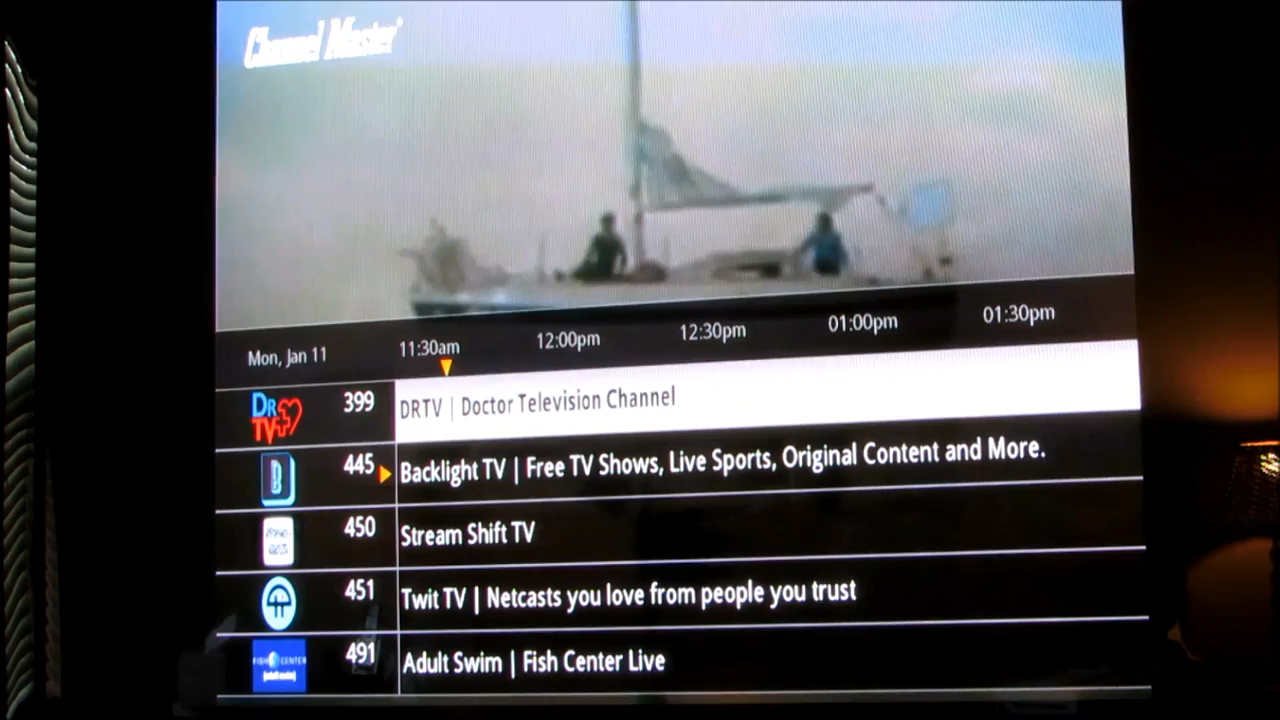 Channel Master
Mon, Jan 11 11:30am 12:00pm 12:30pm 01:00pm 01:30pm
DR TV 399 DRTV | Doctor Television Channel
B 445 Backlight TV | Free TV Shows, Live Sports, Original Content and More.
450 Stream Shift TV
451 Twit TV | Netcasts you love from people you trust
FISH CENTER [adult swim] 491 Adult Swim | Fish Center Live